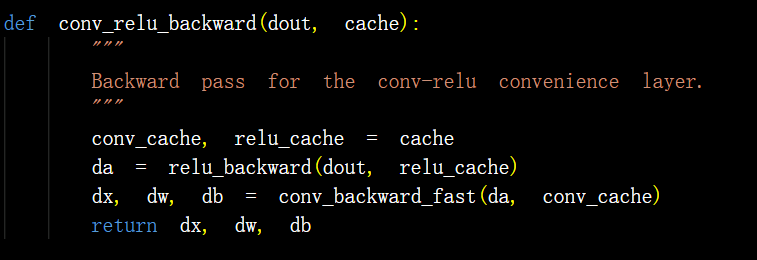 def conv_relu_backward(dout, cache):
"""
Backward pass for the conv-relu convenience layer.
"""
conv_cache, relu_cache = cache
da = relu_backward(dout, relu_cache)
dx, dw, db = conv_backward_fast(da, conv_cache)
return dx, dw, db